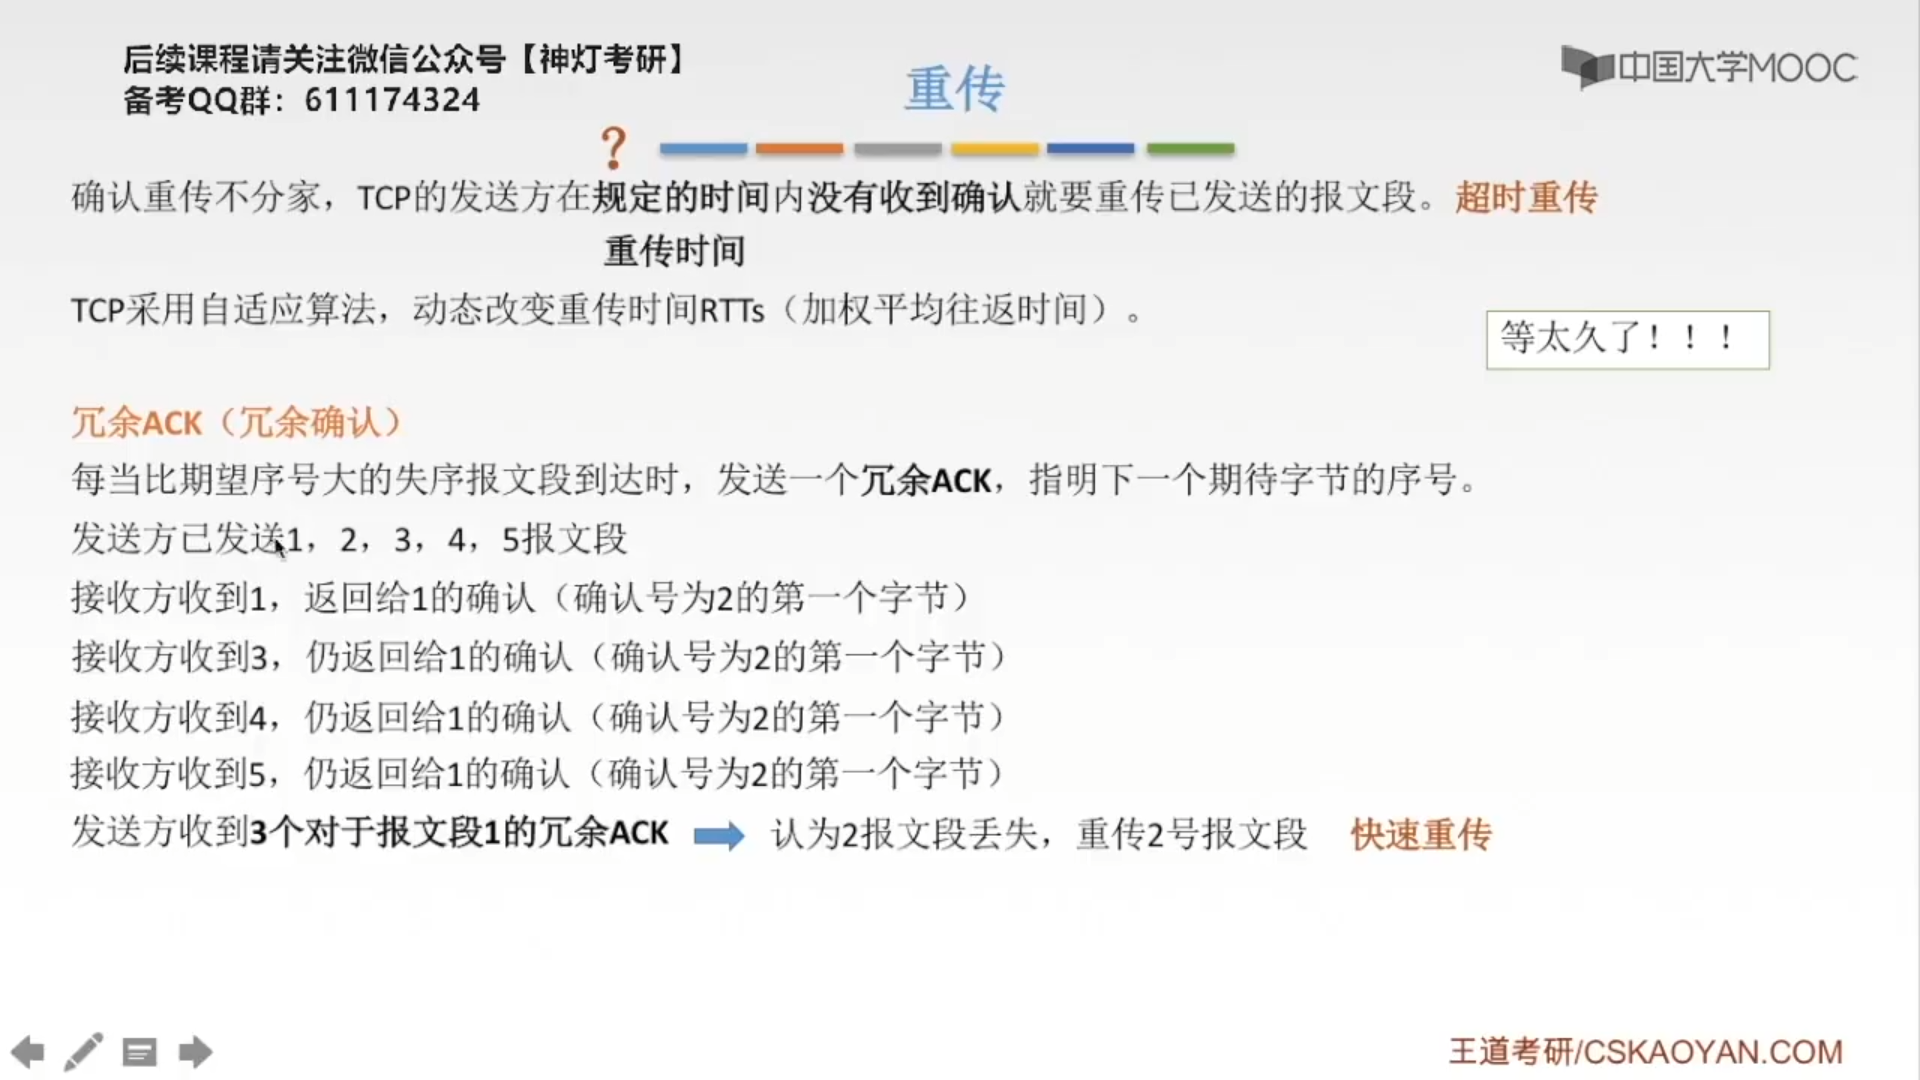 后续课程请关注微信公众号【神灯考研】
备考QQ群：611174324
中国大学MOOC
重传
?
确认重传不分家，TCP的发送方在规定的时间内没有收到确认就要重传已发送的报文段。 超时重传
重传时间
TCP采用自适应算法，动态改变重传时间RTTs（加权平均往返时间）。
等太久了！！！
冗余ACK（冗余确认）
每当比期望序号大的失序报文段到达时，发送一个冗余ACK，指明下一个期待字节的序号。
发送方已发送1，2，3，4，5报文段
接收方收到1，返回给1的确认（确认号为2的第一个字节）
接收方收到3，仍返回给1的确认（确认号为2的第一个字节）
接收方收到4，仍返回给1的确认（确认号为2的第一个字节）
接收方收到5，仍返回给1的确认（确认号为2的第一个字节）
发送方收到3个对于报文段1的冗余ACK 认为2报文段丢失，重传2号报文段 快速重传
王道考研/CSKAOYAN.COM